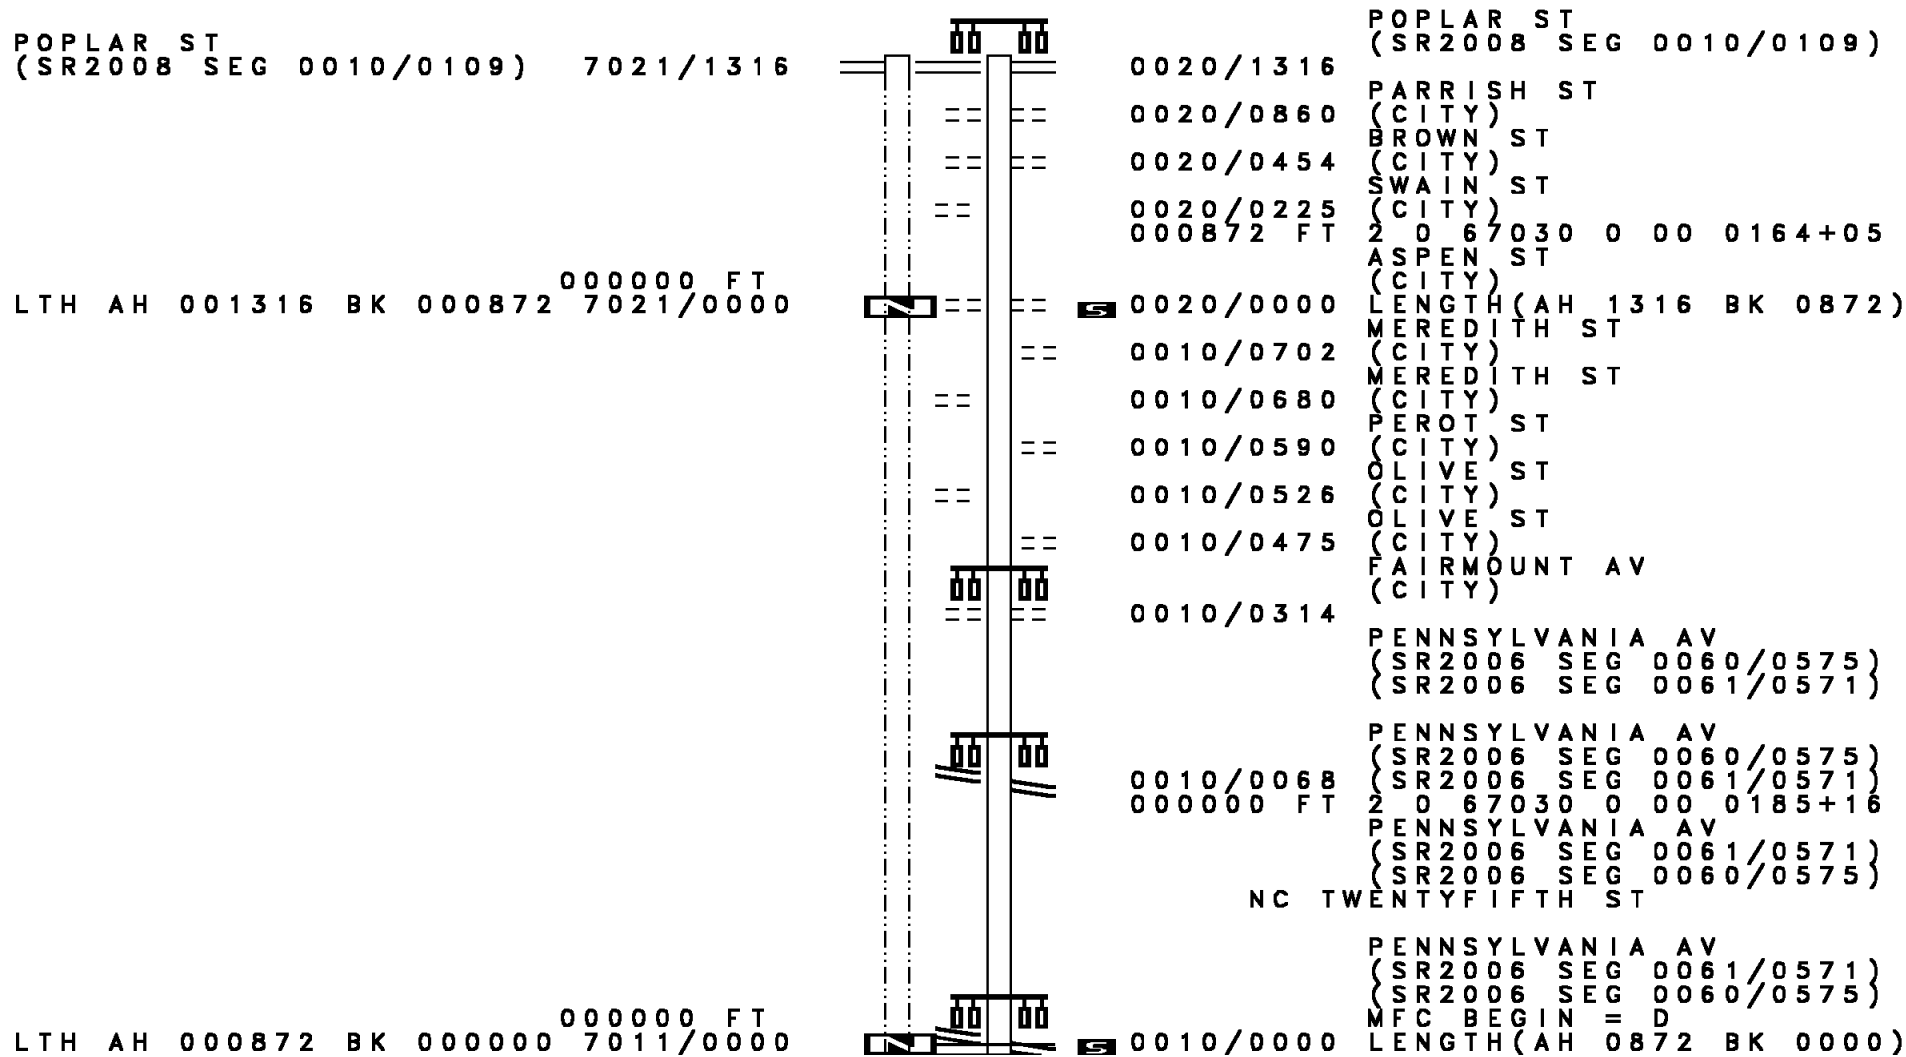 POPLAR ST
POPLAR ST
(SR2008 SEG 0010/0109)
(SR2008 SEG 0010/0109) 7021/1316 0020/1316
PARRISH ST
0020/0860 (CITY)
BROWN ST
0020/0454 (CITY)
SWAIN ST
0020/0225 (CITY)
000872 FT 2 0 67030 0 00 0164+05
ASPEN ST
000000 FT (CITY)
LTH AH 001316 BK 000872 7021/0000 S 0020/0000 LENGTH(AH 1316 BK 0872)
MEREDITH ST
0010/0702 (CITY)
MEREDITH ST
0010/0680 (CITY)
PEROT ST
0010/0590 (CITY)
OLIVE ST
0010/0526 (CITY)
OLIVE ST
0010/0475 (CITY)
FAIRMOUNT AV
(CITY)
0010/0314
PENNSYLVANIA AV
(SR2006 SEG 0060/0575)
(SR2006 SEG 0061/0571)
PENNSYLVANIA AV
(SR2006 SEG 0060/0575)
0010/0068 (SR2006 SEG 0061/0571)
000000 FT 2 0 67030 0 00 0185+16
PENNSYLVANIA AV
(SR2006 SEG 0061/0571)
(SR2006 SEG 0060/0575)
NC TWENTYFIFTH ST
PENNSYLVANIA AV
(SR2006 SEG 0061/0571)
(SR2006 SEG 0060/0575)
000000 FT MFC BEGIN = D
LTH AH 000872 BK 000000 7011/0000 S 0010/0000 LENGTH(AH 0872 BK 0000)